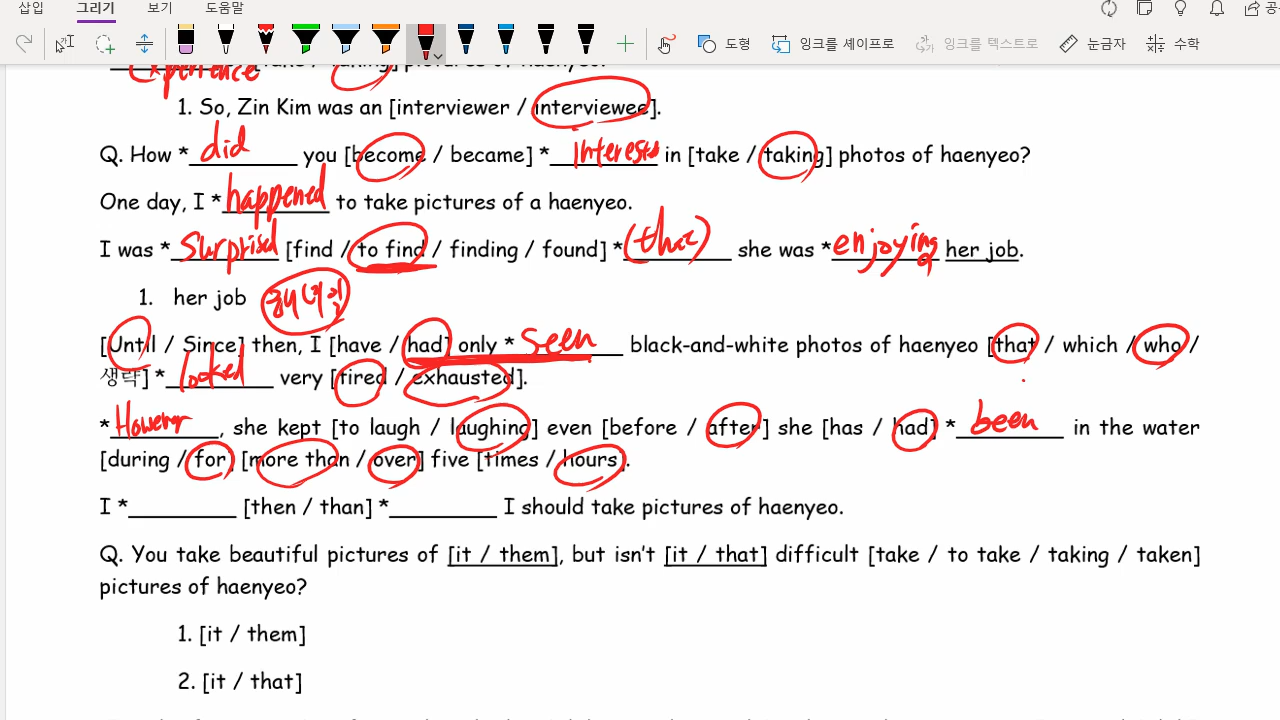 삽입 그리기 보기 도움말 공
도형 잉크를 셰이프로 잉크를 텍스트로 눈금자 수학
experience [take / taking] pictures of haenyeo.
1. So, Zin Kim was an [interviewer / interviewee].
Q. How *did you [become / became] *interests in [take / taking] photos of haenyeo?
One day, I *happened to take pictures of a haenyeo.
I was *surprised [find / to find / finding / found] *(that) she was *enjoying her job.
1. her job
[Until / Since] then, I [have / had] only *seen black-and-white photos of haenyeo [that / which / who /
생략] *looked very [tired / exhausted].
*However, she kept [to laugh / laughing] even [before / after] she [has / had] *been in the water
[during / for] [more than / over] five [times / hours].
I *________ [then / than] *________ I should take pictures of haenyeo.
Q. You take beautiful pictures of [it / them], but isn't [it / that] difficult [take / to take / taking / taken]
pictures of haenyeo?
1. [it / them]
2. [it / that]